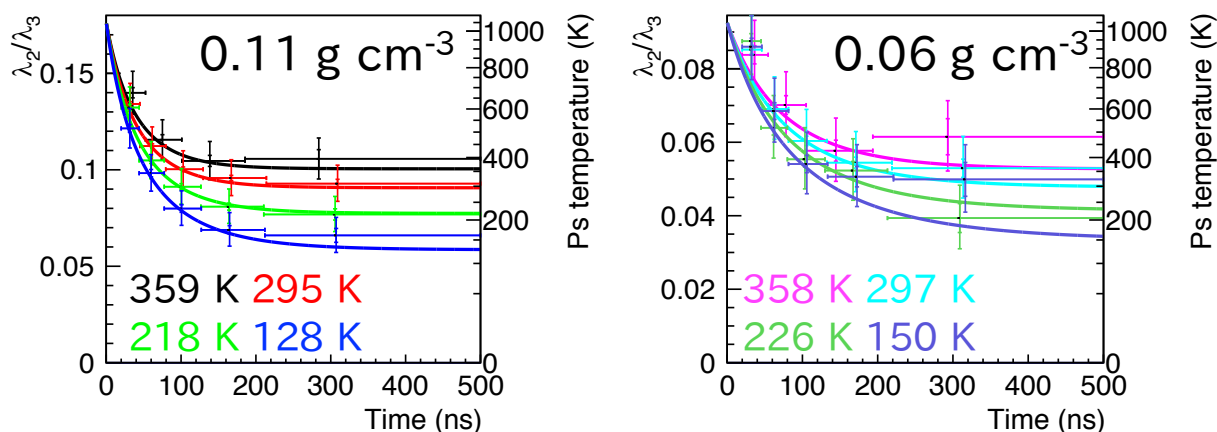 0.11 g cm-3
λ2/λ3
0.15
0.1
0.05
0
359 K 295 K
218 K 128 K
0 100 200 300 400 500
Time (ns)
1000
800
600
400
200
0
Ps temperature (K)
0.06 g cm-3
λ2/λ3
0.08
0.06
0.04
0.02
0
358 K 297 K
226 K 150 K
0 100 200 300 400 500
Time (ns)
1000
800
600
400
200
0
Ps temperature (K)